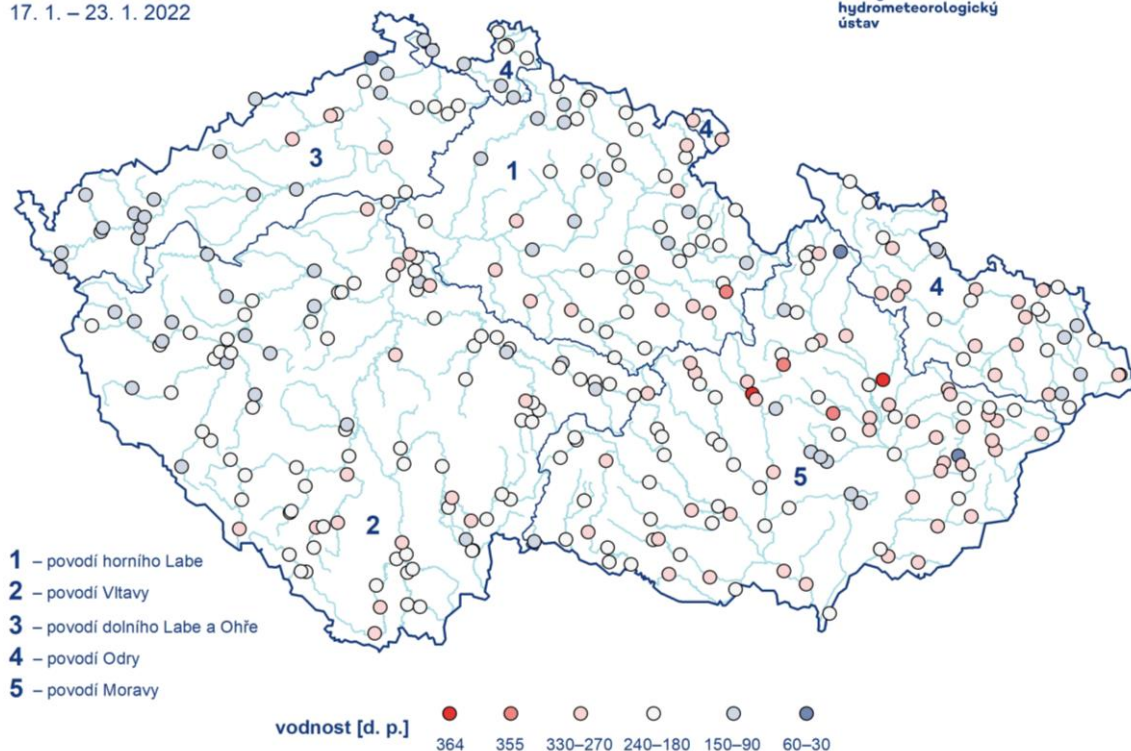 17. 1. – 23. 1. 2022
hydrometeorologický
ústav
4
4
3
1
4
5
2
1 – povodí horního Labe
2 – povodí Vltavy
3 – povodí dolního Labe a Ohře
4 – povodí Odry
5 – povodí Moravy
vodnost [d. p.]
364 355 330–270 240–180 150–90 60–30